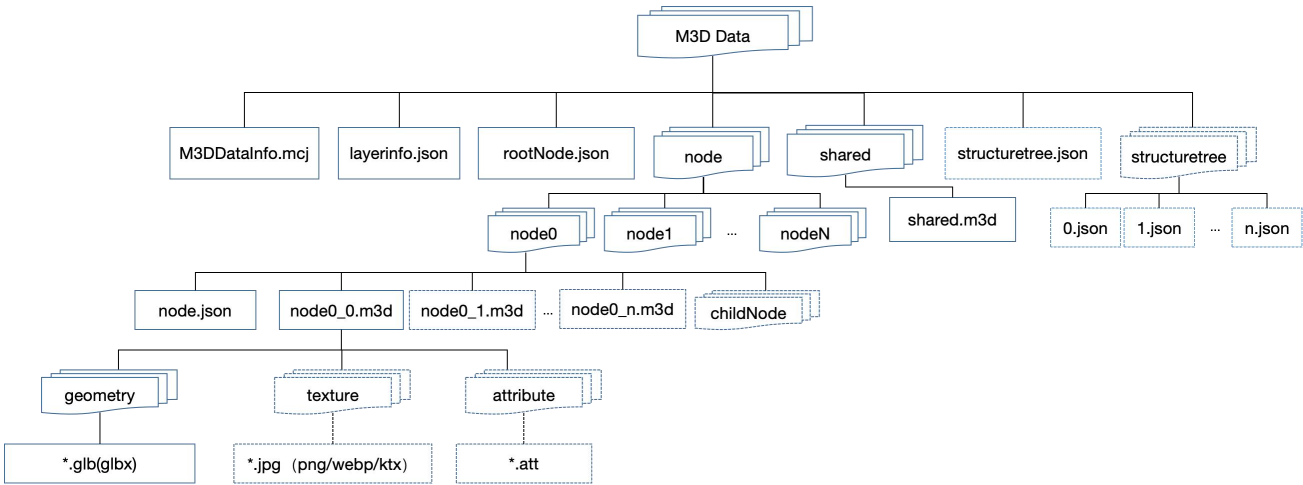 M3D Data
M3DDataInfo.mcj
layerinfo.json
rootNode.json
node
shared
structuretree.json
structuretree
node0
node1
...
nodeN
shared.m3d
0.json
1.json
...
n.json
node.json
node0_0.m3d
node0_1.m3d
...
node0_n.m3d
childNode
geometry
texture
attribute
*.glb(glbx)
*.jpg（png/webp/ktx）
*.att